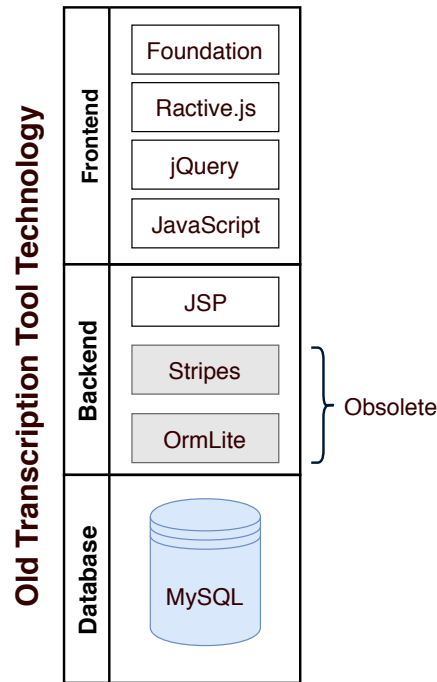 Old Transcription Tool Technology
Frontend
Foundation
Ractive.js
jQuery
JavaScript
Backend
JSP
Stripes
OrmLite
Obsolete
Database
MySQL